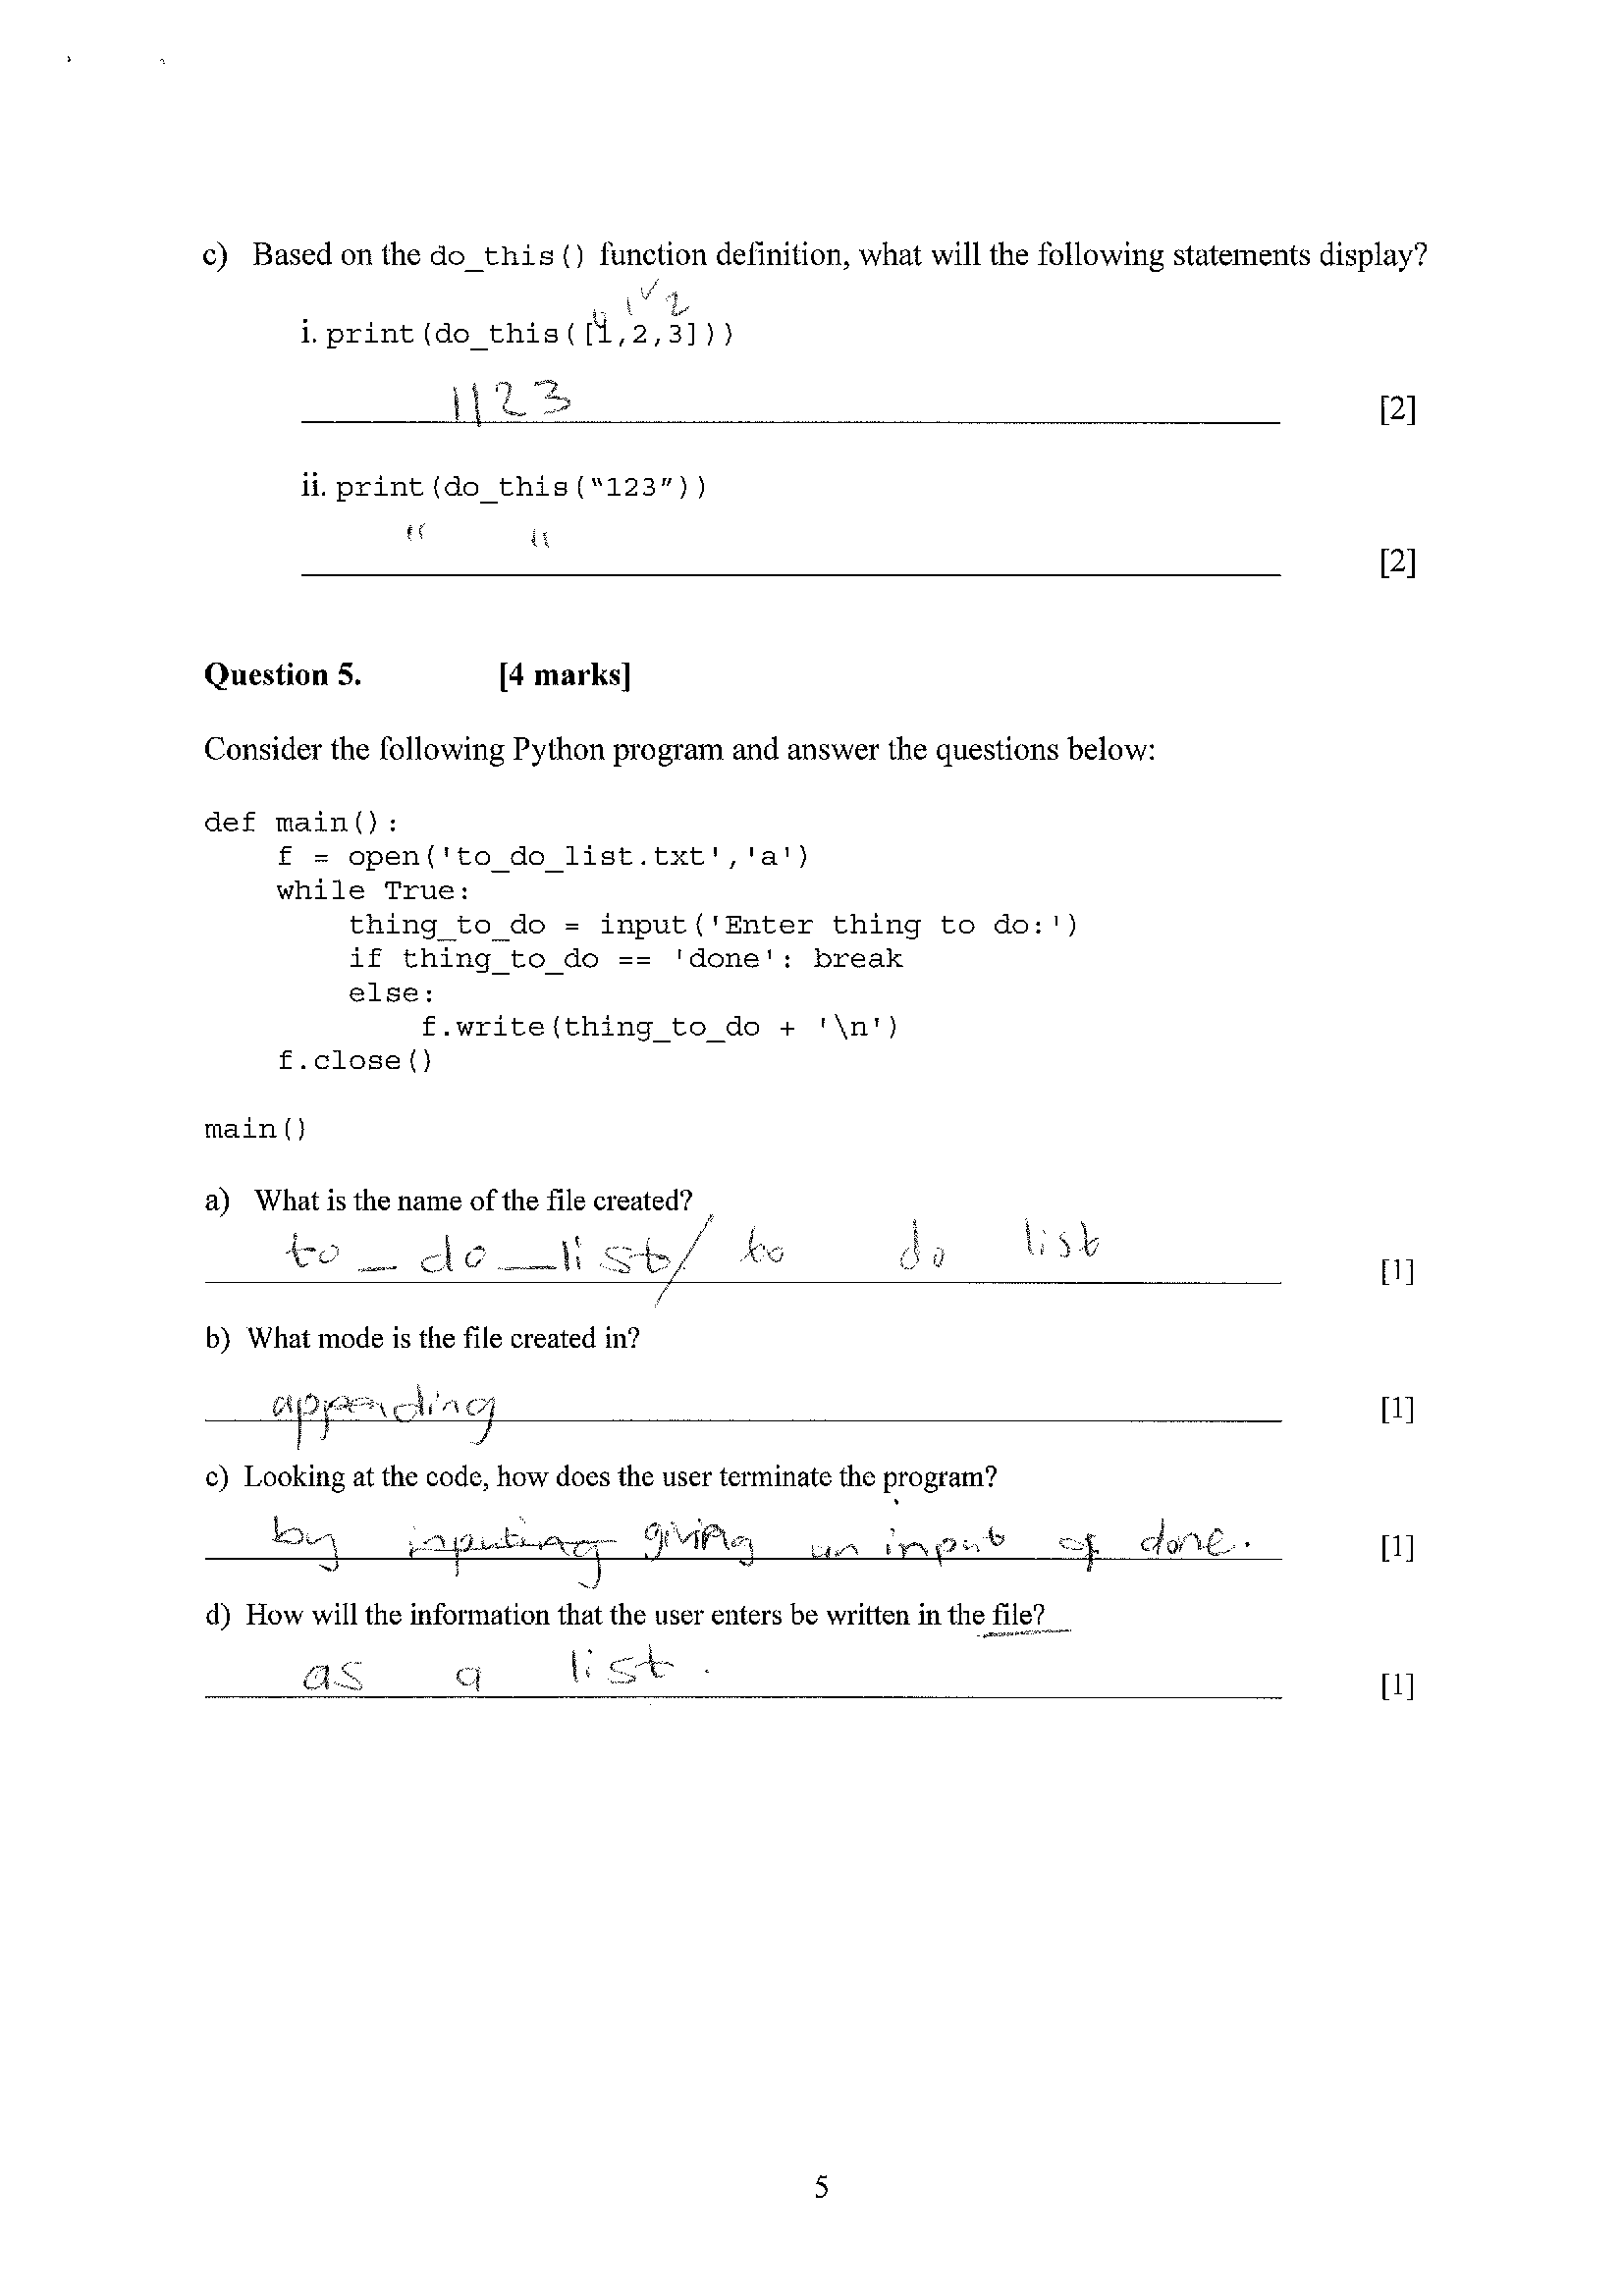 c) Based on the do_this() function definition, what will the following statements display?
1 ✓ 2
i. print(do_this([1,2,3]))
1123 [2]
ii. print(do_this(“123”))
" " [2]
Question 5. [4 marks]
Consider the following Python program and answer the questions below:
def main():
    f = open('to_do_list.txt','a')
    while True:
        thing_to_do = input('Enter thing to do:')
        if thing_to_do == 'done': break
        else:
            f.write(thing_to_do + '\n')
    f.close()
main()
a) What is the name of the file created?
to_do_list/ to do list [1]
b) What mode is the file created in?
appending [1]
c) Looking at the code, how does the user terminate the program?
by inputing giving an input of done. [1]
d) How will the information that the user enters be written in the file?
as a list. [1]
5